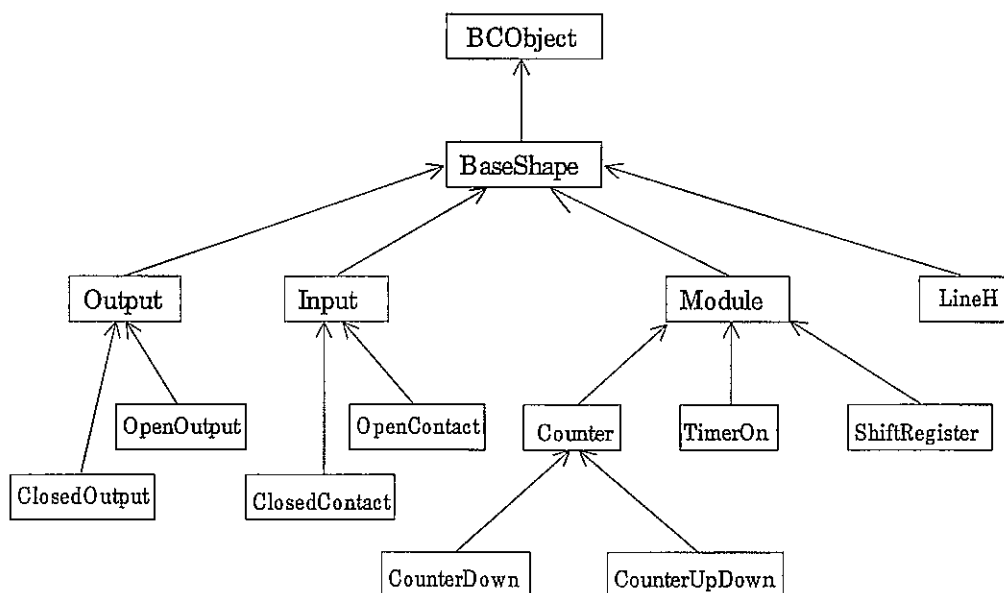 BCObject
BaseShape
Output
Input
Module
LineH
OpenOutput
OpenContact
Counter
TimerOn
ShiftRegister
ClosedOutput
ClosedContact
CounterDown
CounterUpDown